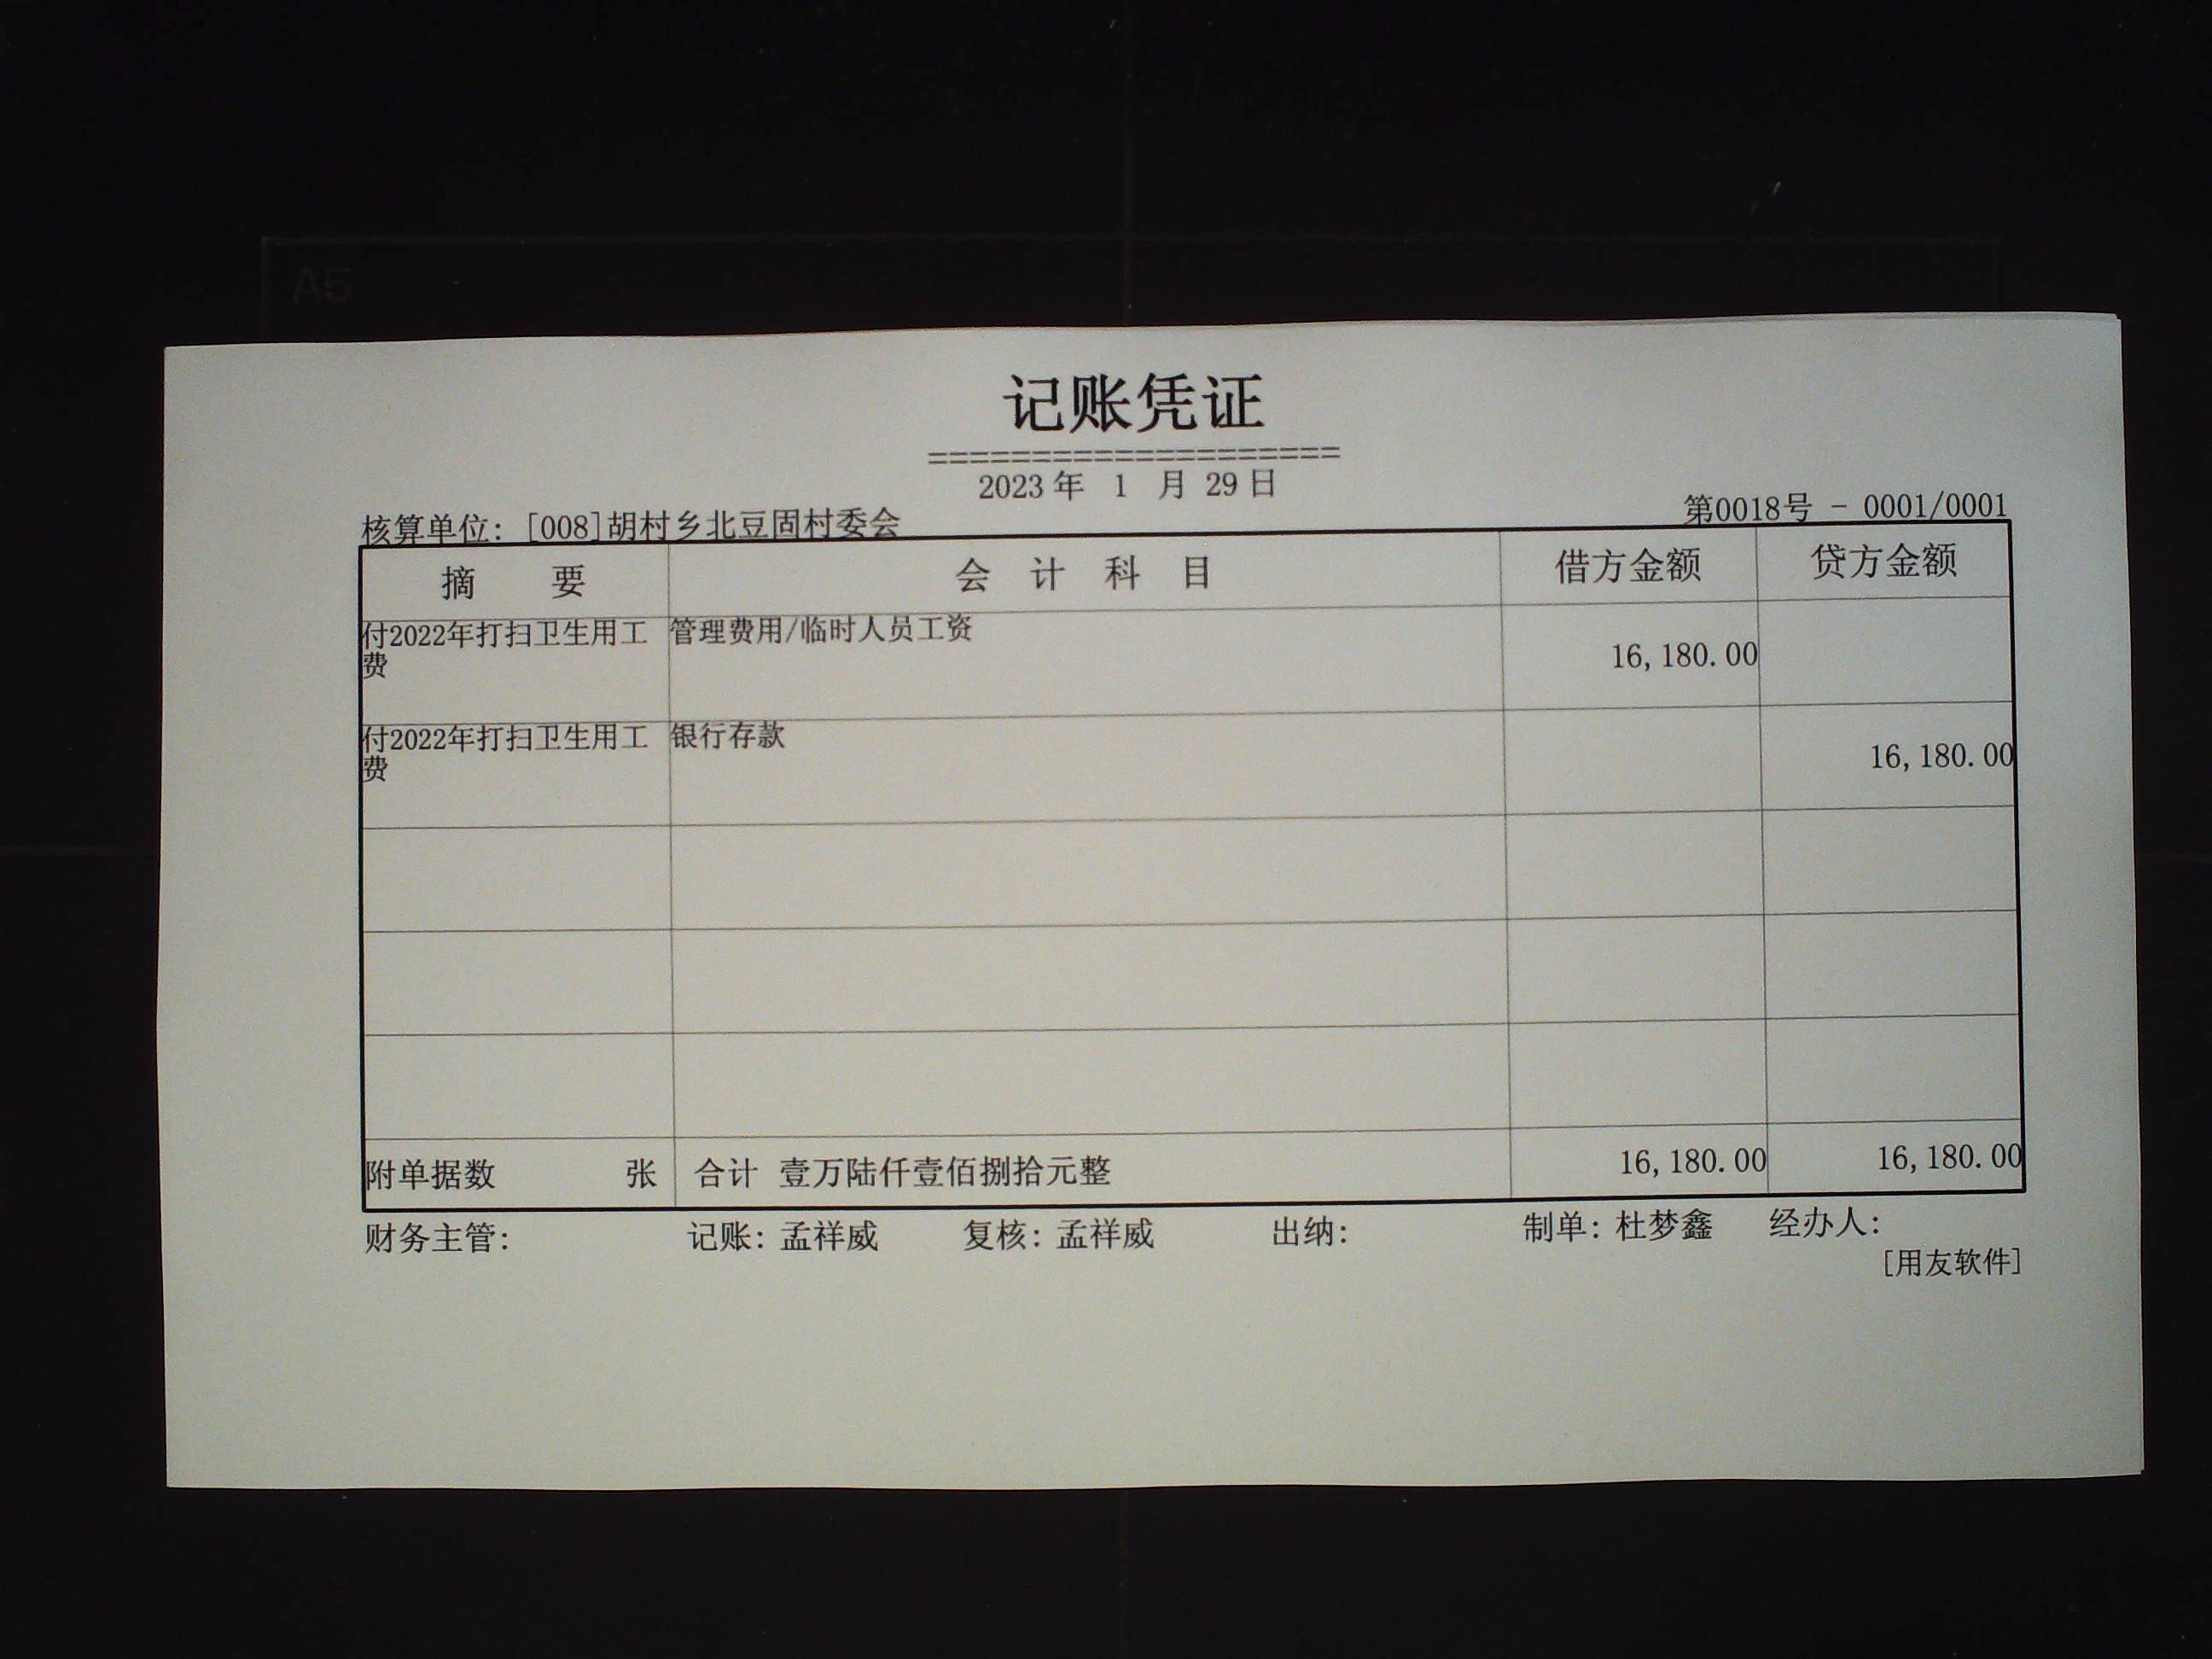 A5
记账凭证
====================
2023 年 1 月 29 日
核算单位: [008]胡村乡北豆固村委会 第0018号 - 0001/0001
摘 要 会 计 科 目 借方金额 贷方金额
付2022年打扫卫生用工 管理费用/临时人员工资
费 16,180.00
付2022年打扫卫生用工 银行存款
费 16,180.00
附单据数 张 合计 壹万陆仟壹佰捌拾元整 16,180.00 16,180.00
财务主管: 记账: 孟祥威 复核: 孟祥威 出纳: 制单: 杜梦鑫 经办人:
[用友软件]